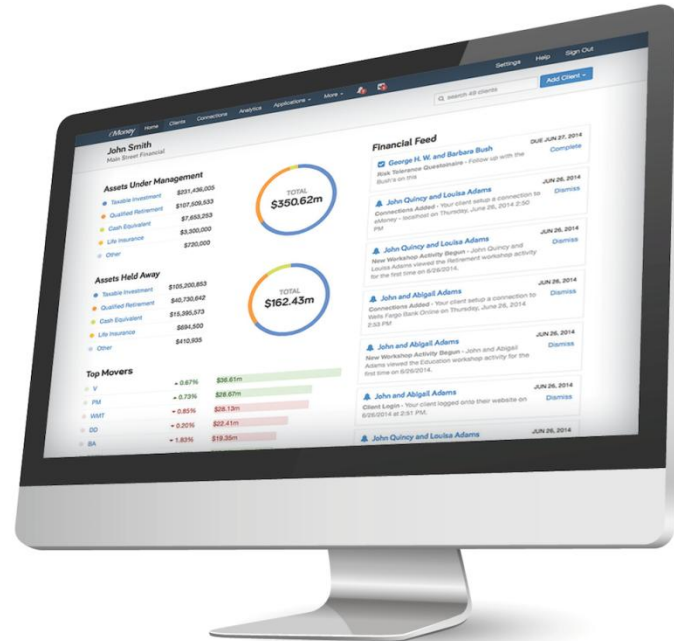 eMoney Home Clients Connections Analytics Applications More Settings Help Sign Out
search 49 clients Add Client
John Smith
Main Street Financial
Assets Under Management
Taxable Investment $231,436,005
Qualified Retirement $107,509,533
Cash Equivalent $7,653,253
Life Insurance $3,300,000
Other $720,000
TOTAL
$350.62m
Assets Held Away
Taxable Investment $105,200,853
Qualified Retirement $40,730,642
Cash Equivalent $15,395,573
Life Insurance $694,500
Other $410,935
TOTAL
$162.43m
Top Movers
V 0.67% $36.61m
PM 0.73% $28.67m
WMT 0.85% $28.13m
DD 0.20% $22.41m
BA 1.83% $19.35m
Financial Feed
George H. W. and Barbara Bush DUE JUN 27, 2014
Risk Tolerance Questionaire - Follow up with the Complete
Bush's on this
John Quincy and Louisa Adams JUN 26, 2014
Connections Added - Your client setup a connection to Dismiss
eMoney - localhost on Thursday, June 26, 2014 2:50
PM
John Quincy and Louisa Adams JUN 26, 2014
New Workshop Activity Begun - John Quincy and Dismiss
Louisa Adams viewed the Retirement workshop activity
for the first time on 6/26/2014.
John and Abigail Adams JUN 26, 2014
Connections Added - Your client setup a connection to Dismiss
Wells Fargo Bank Online on Thursday, June 26, 2014
2:33 PM
John and Abigail Adams JUN 26, 2014
New Workshop Activity Begun - John and Abigail Dismiss
Adams viewed the Education workshop activity for the
first time on 6/26/2014.
John and Abigail Adams JUN 26, 2014
Client Login - Your client logged onto their website on Dismiss
6/26/2014 at 2:51 PM.
John Quincy and Louisa Adams JUN 26, 2014
Dismiss